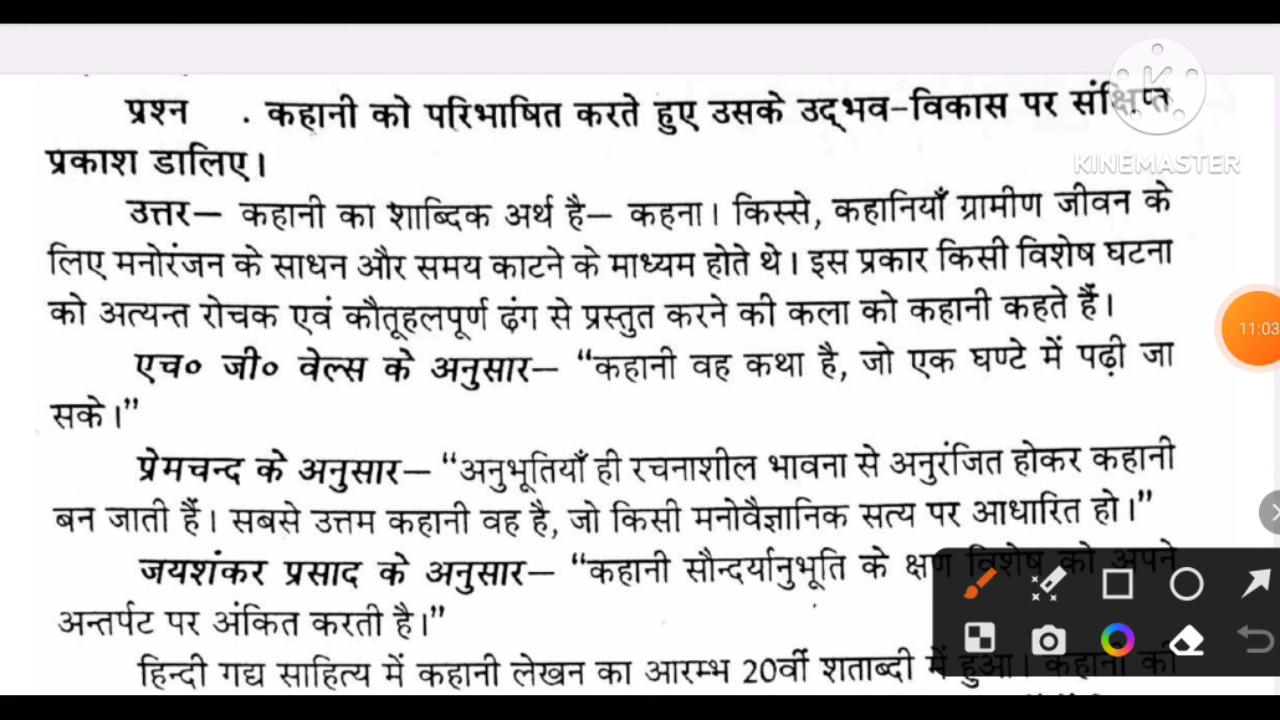 प्रश्न . कहानी को परिभाषित करते हुए उसके उद्भव-विकास पर संक्षिप्त
प्रकाश डालिए।
KINEMASTER
उत्तर— कहानी का शाब्दिक अर्थ है— कहना। किस्से, कहानियाँ ग्रामीण जीवन के
लिए मनोरंजन के साधन और समय काटने के माध्यम होते थे। इस प्रकार किसी विशेष घटना
को अत्यन्त रोचक एवं कौतूहलपूर्ण ढंग से प्रस्तुत करने की कला को कहानी कहते हैं।
11:03
एच० जी० वेल्स के अनुसार— “कहानी वह कथा है, जो एक घण्टे में पढ़ी जा
सके।”
प्रेमचन्द के अनुसार— “अनुभूतियाँ ही रचनाशील भावना से अनुरंजित होकर कहानी
बन जाती हैं। सबसे उत्तम कहानी वह है, जो किसी मनोवैज्ञानिक सत्य पर आधारित हो।”
जयशंकर प्रसाद के अनुसार— “कहानी सौन्दर्यानुभूति के क्षण विशेष को अपने
अन्तर्पट पर अंकित करती है।”
हिन्दी गद्य साहित्य में कहानी लेखन का आरम्भ 20वीं शताब्दी में हुआ। कहानी की